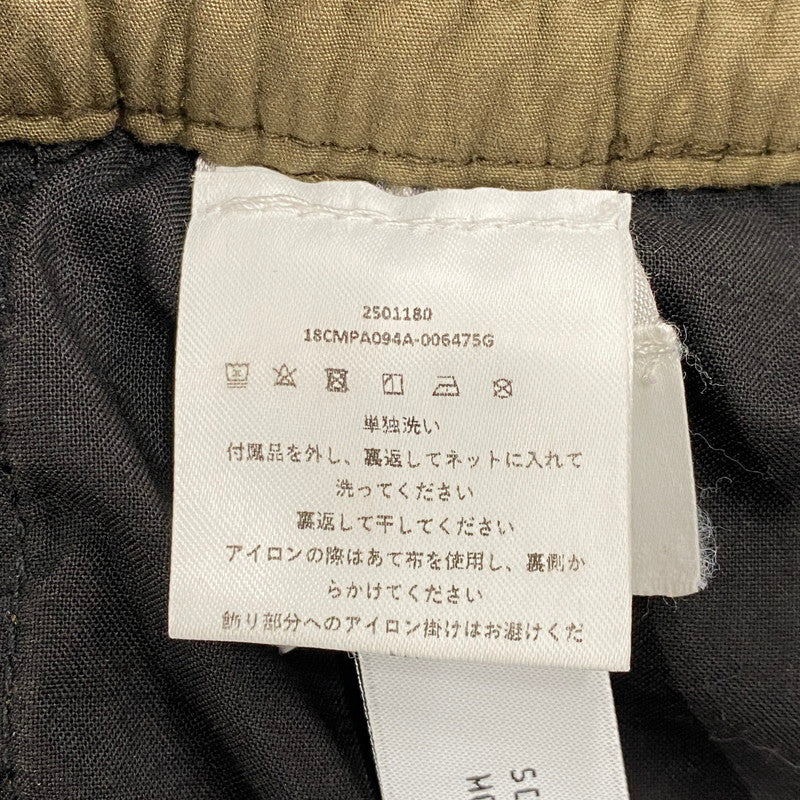 2501180
18CMPA094A-006475G
単独洗い
付属品を外し、裏返してネットに入れて
洗ってください
裏返して干してください
アイロンの際はあて布を使用し、裏側か
らかけてください
飾り部分へのアイロン掛けはお避けくだ